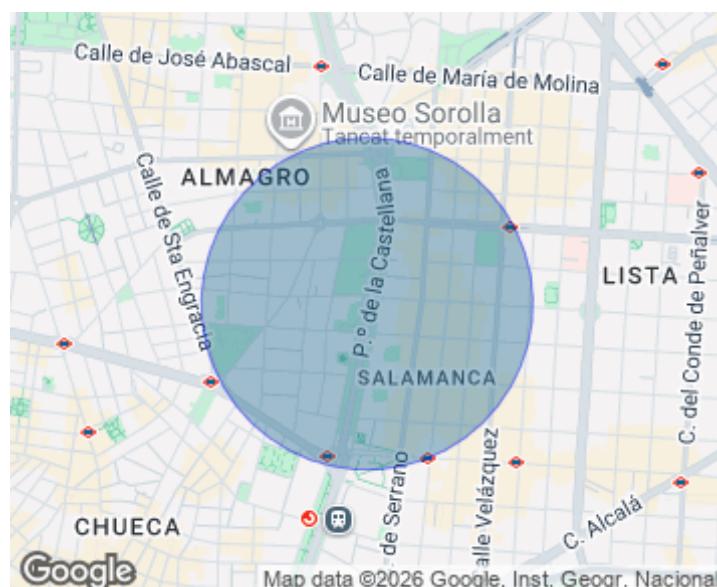 Calle de José Abascal
Calle de María de Molina
Museo Sorolla
Tancat temporalment
ALMAGRO
Calle de Sta Engracia
P.º de la Castellana
LISTA
C. del Conde de Peñalver
SALAMANCA
CHUECA
de Serrano
alle Velázquez
C. Alcalá
Google
Map data ©2026 Google, Inst. Geogr. Nacional